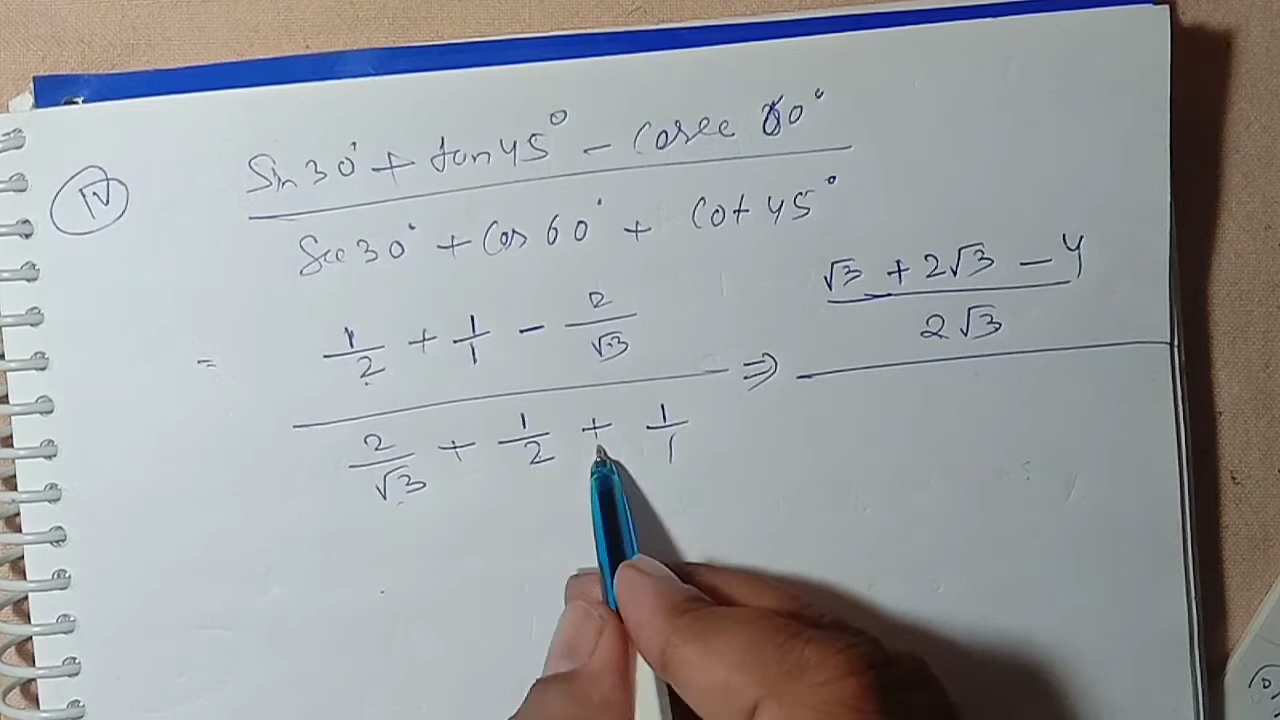 IV
Sin 30° + tan 45° - Cosec 60°
Sec 30° + Cos 60° + Cot 45°
= 1/2 + 1/1 - 2/√3
2/√3 + 1/2 + 1/1
⇒ √3 + 2√3 - 4
2√3